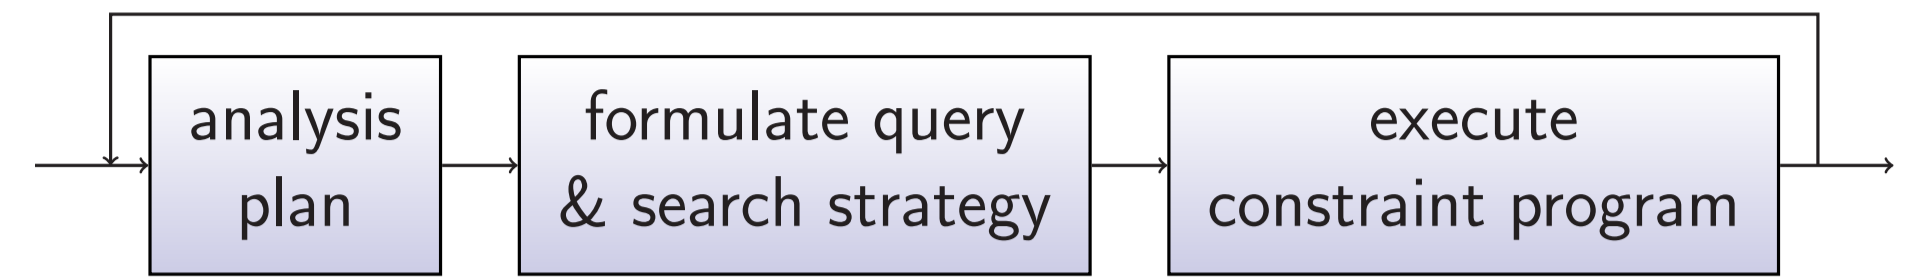 analysis
plan
formulate query
& search strategy
execute
constraint program